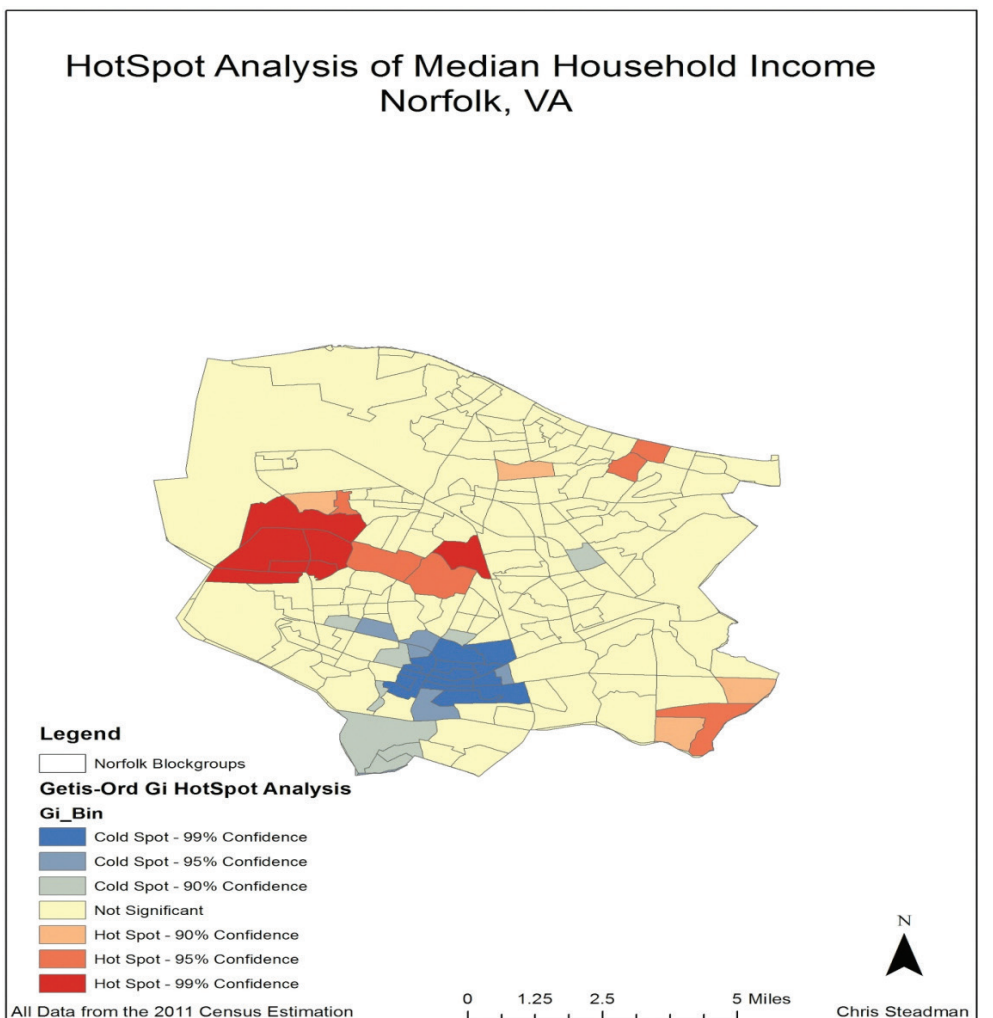 HotSpot Analysis of Median Household Income
Norfolk, VA
Legend
Norfolk Blockgroups
Getis-Ord Gi HotSpot Analysis
Gi_Bin
Cold Spot - 99% Confidence
Cold Spot - 95% Confidence
Cold Spot - 90% Confidence
Not Significant
Hot Spot - 90% Confidence
Hot Spot - 95% Confidence
Hot Spot - 99% Confidence
All Data from the 2011 Census Estimation
0 1.25 2.5 5 Miles
N
Chris Steadman